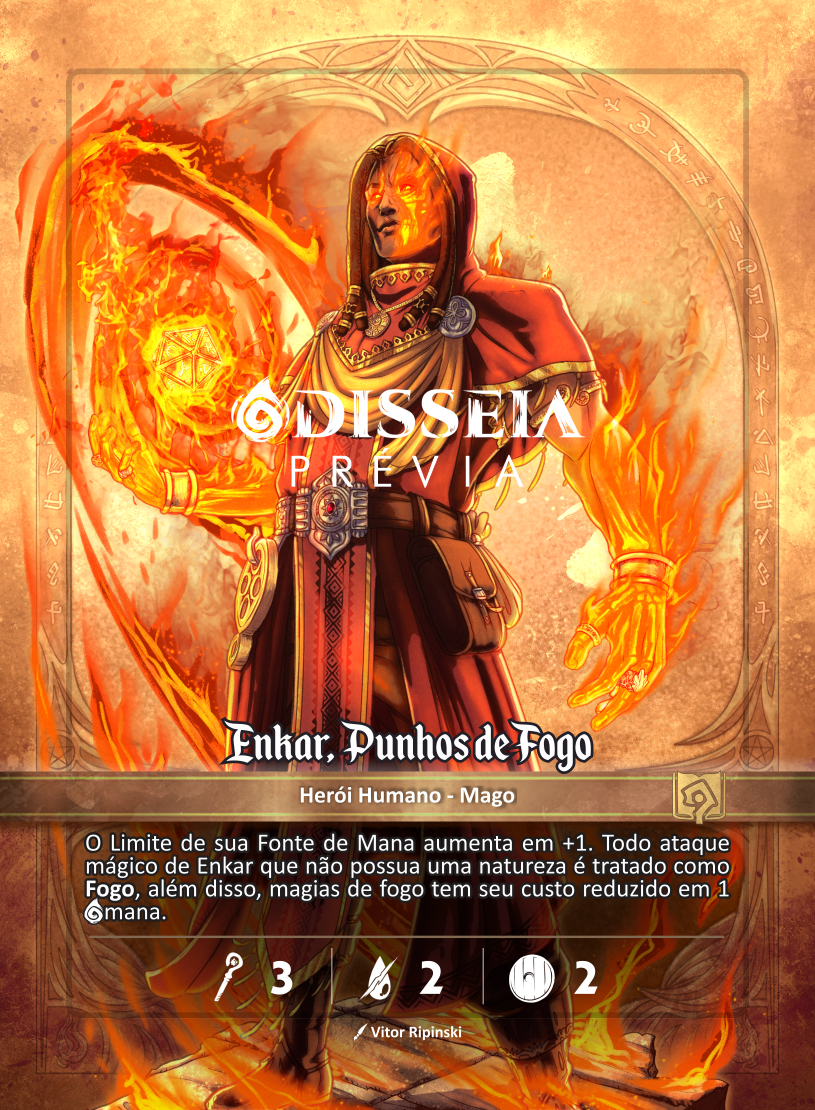 ODISSEIA
PRÉVIA
Enkar, Punhos de Fogo
Herói Humano - Mago
O Limite de sua Fonte de Mana aumenta em +1. Todo ataque
mágico de Enkar que não possua uma natureza é tratado como
Fogo, além disso, magias de fogo tem seu custo reduzido em 1
mana.
3 2 2
Vitor Ripinski